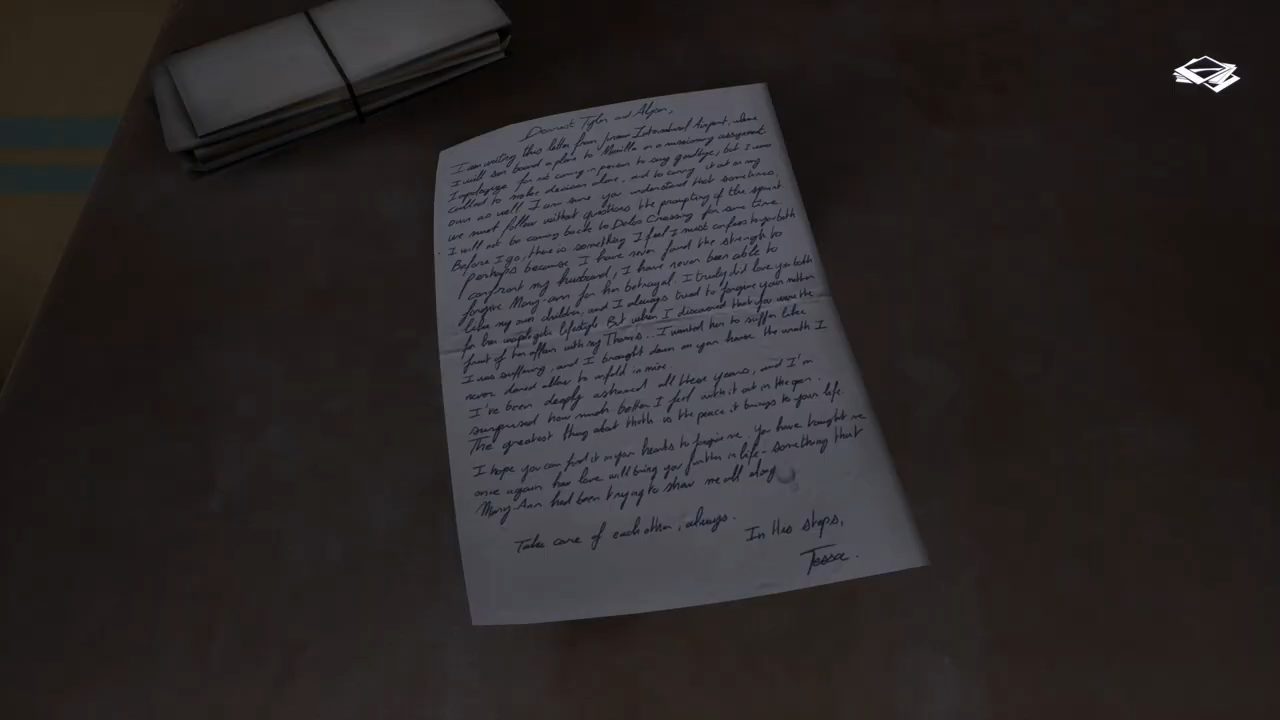 Dearest Tyler and Alyson,
I am writing this letter from Juneau International Airport, where
I will soon board a plane to Manilla on a missionary assignment.
I apologize for not coming in person to say goodbye, but I was
called to make decision alone, and to carry it out on my
own as well. I am sure you understand that sometimes,
we must follow without questions the prompting of the spirit.
I will not be coming back to Delos Crossing for some time.
Before I go, there is something I feel I must confess to you both
perhaps because I have never found the strength to
confront my husband, I have never been able to
forgive Mary-ann for her betrayal. I truly did love you both
like my own children, and I always tried to forgive your mother
for her unapologetic lifestyle. But when I discovered that you were the
fruit of her affair with my Thomas... I wanted her to suffer like
I was suffering, and I brought down on your house the wrath I
never dared allow to unfold in mine.
I've been deeply ashamed all these years, and I'm
surprised how much better I feel with it out in the open.
The greatest thing about truth is the peace it brings to your life.
I hope you can find it in your hearts to forgive me. You have taught me
once again how love will bring you further in life - something that
Mary-Ann had been trying to show me all along
Take care of each other, always.
In His steps,
Tessa.